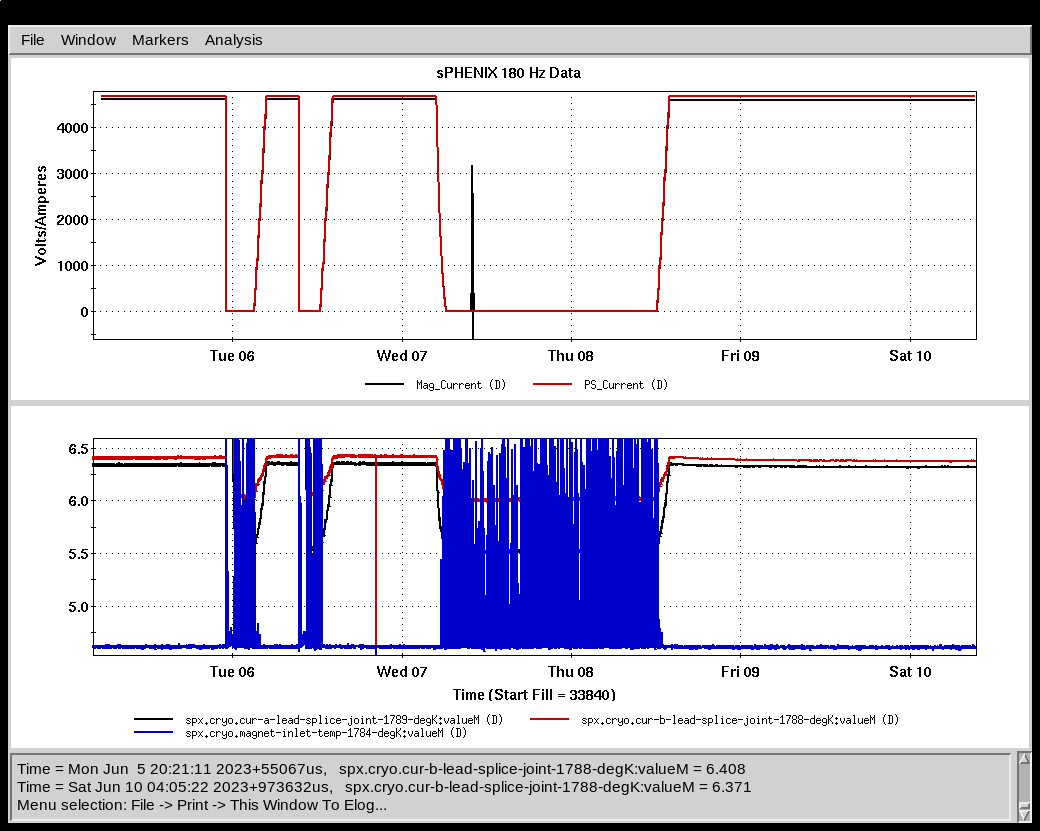 File Window Markers Analysis
sPHENIX 180 Hz Data
Volts/Amperes
4000
3000
2000
1000
0
Tue 06 Wed 07 Thu 08 Fri 09 Sat 10
Mag_Current (D) PS_Current (D)
6.5
6.0
5.5
5.0
Tue 06 Wed 07 Thu 08 Fri 09 Sat 10
Time (Start Fill = 33840)
spx.cryo.cur-a-lead-splice-joint-1789-degK:valueM (D) spx.cryo.cur-b-lead-splice-joint-1788-degK:valueM (D)
spx.cryo.magnet-inlet-temp-1784-degK:valueM (D)
Time = Mon Jun  5 20:21:11 2023+55067us,   spx.cryo.cur-b-lead-splice-joint-1788-degK:valueM = 6.408
Time = Sat Jun 10 04:05:22 2023+973632us,   spx.cryo.cur-b-lead-splice-joint-1788-degK:valueM = 6.371
Menu selection: File -> Print -> This Window To Elog...